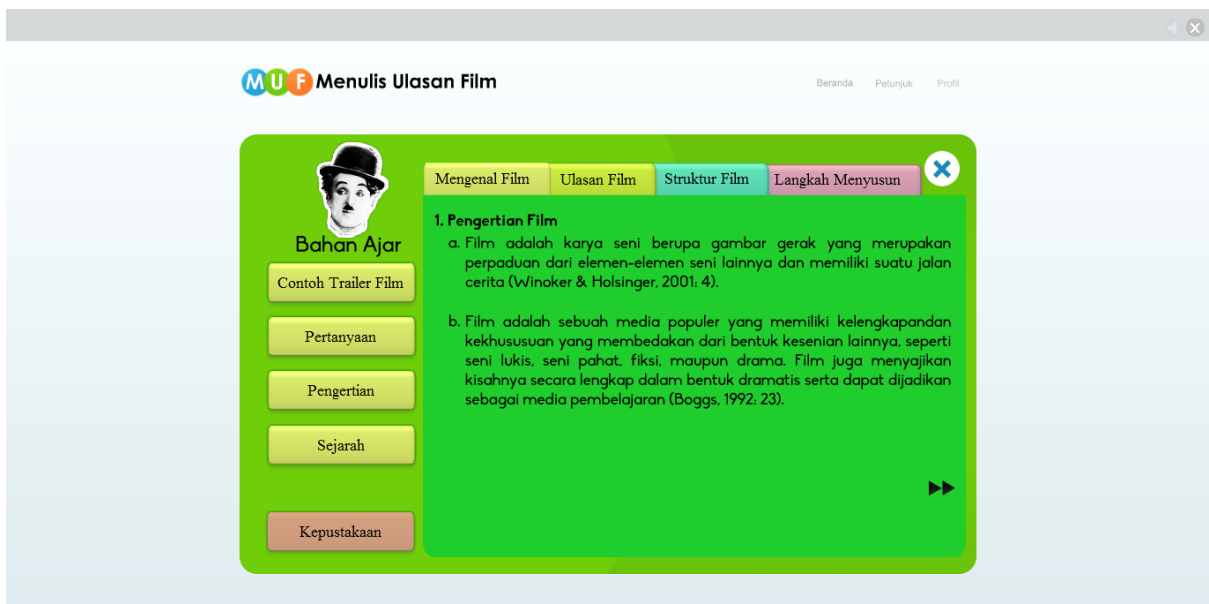 MUF Menulis Ulasan Film
Beranda Petunjuk Profil
Bahan Ajar
Contoh Trailer Film
Pertanyaan
Pengertian
Sejarah
Kepustakaan
Mengenal Film Ulasan Film Struktur Film Langkah Menyusun
1. Pengertian Film
a. Film adalah karya seni berupa gambar gerak yang merupakan
perpaduan dari elemen-elemen seni lainnya dan memiliki suatu jalan
cerita (Winoker & Holsinger, 2001: 4).
b. Film adalah sebuah media populer yang memiliki kelengkapandan
kekhusususan yang membedakan dari bentuk kesenian lainnya, seperti
seni lukis, seni pahat, fiksi, maupun drama. Film juga menyajikan
kisahnya secara lengkap dalam bentuk dramatis serta dapat dijadikan
sebagai media pembelajaran (Boggs, 1992: 23).